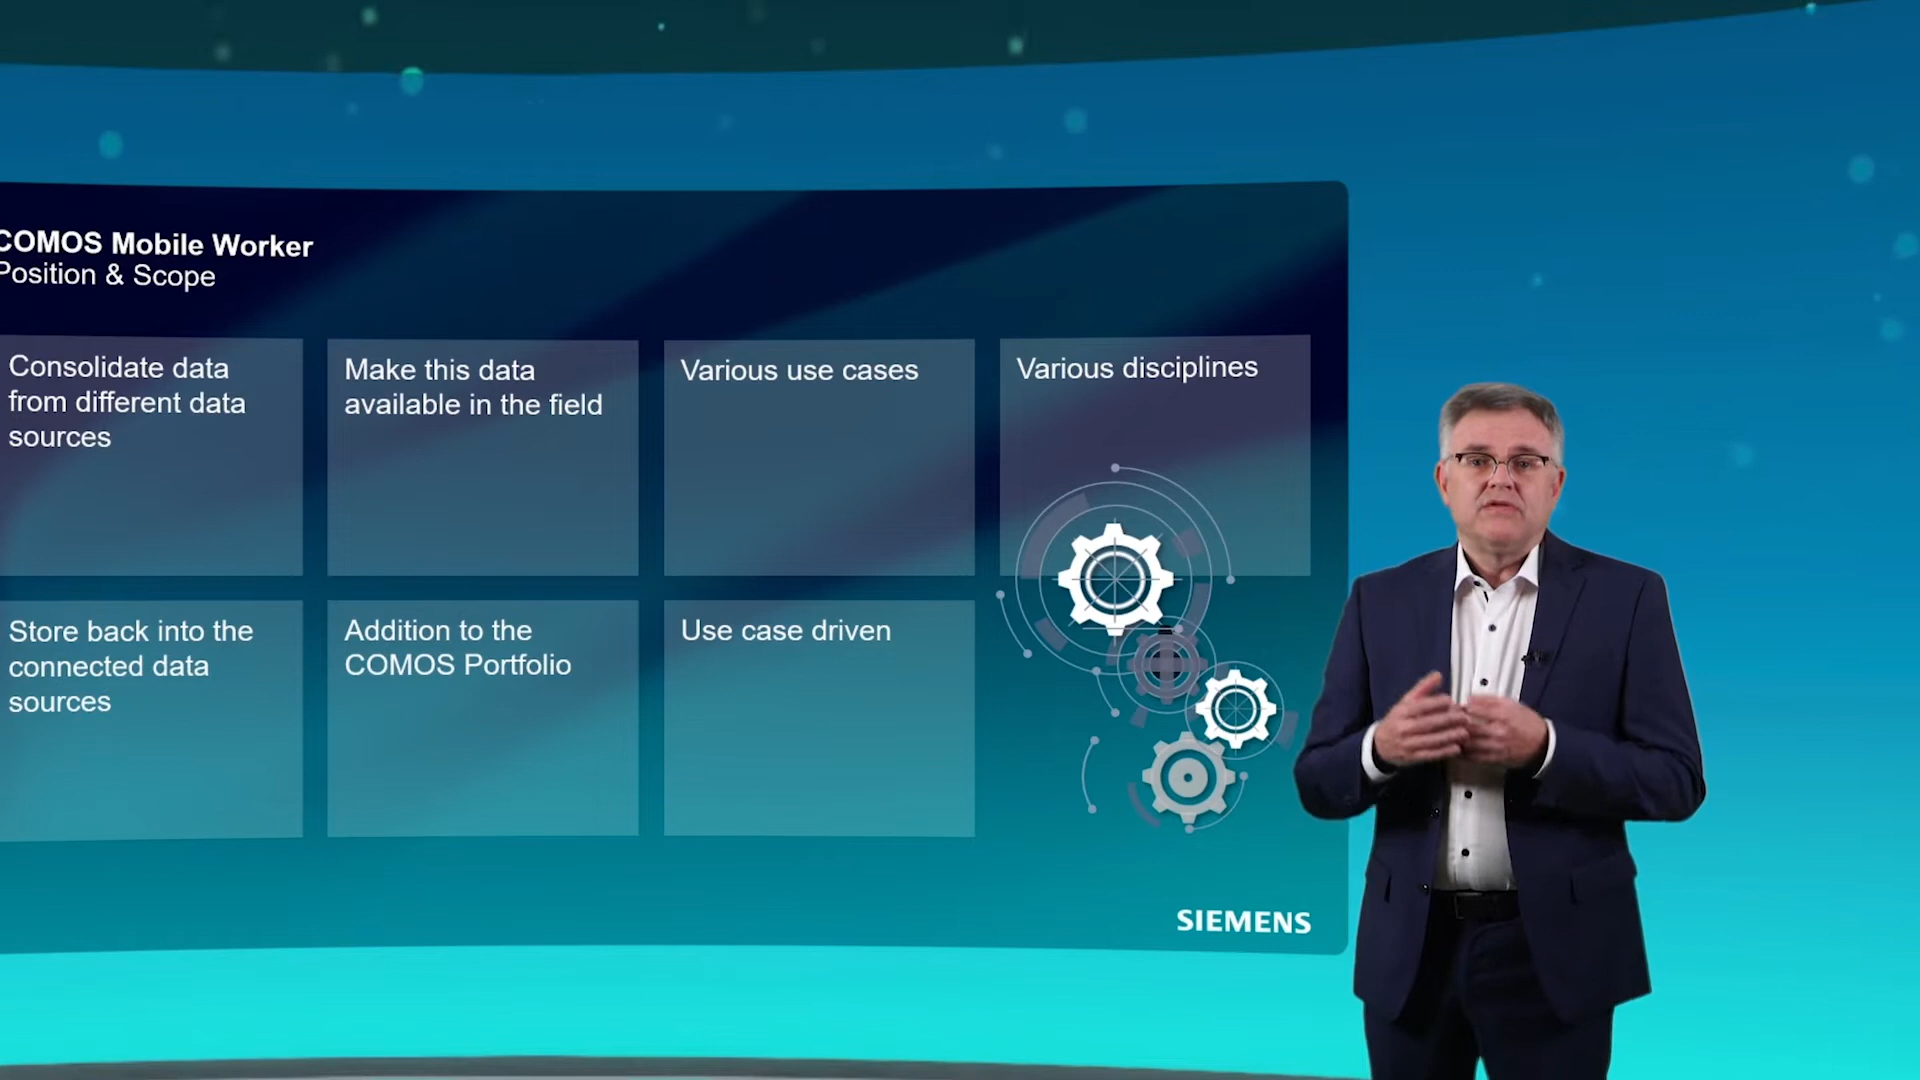 COMOS Mobile Worker
Position & Scope
Consolidate data
from different data
sources
Make this data
available in the field
Various use cases
Various disciplines
Store back into the
connected data
sources
Addition to the
COMOS Portfolio
Use case driven
SIEMENS